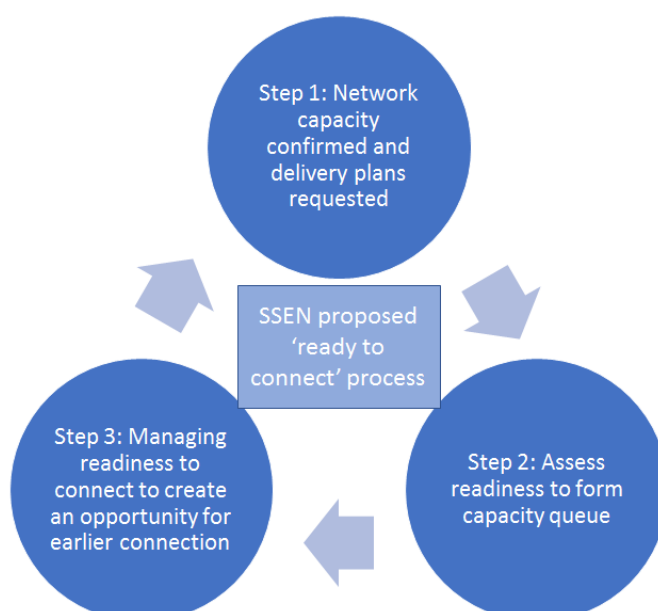 Step 1: Network
capacity
confirmed and
delivery plans
requested
SSEN proposed
‘ready to
connect’ process
Step 2: Assess
readiness to form
capacity queue
Step 3: Managing
readiness to
connect to create
an opportunity for
earlier connection